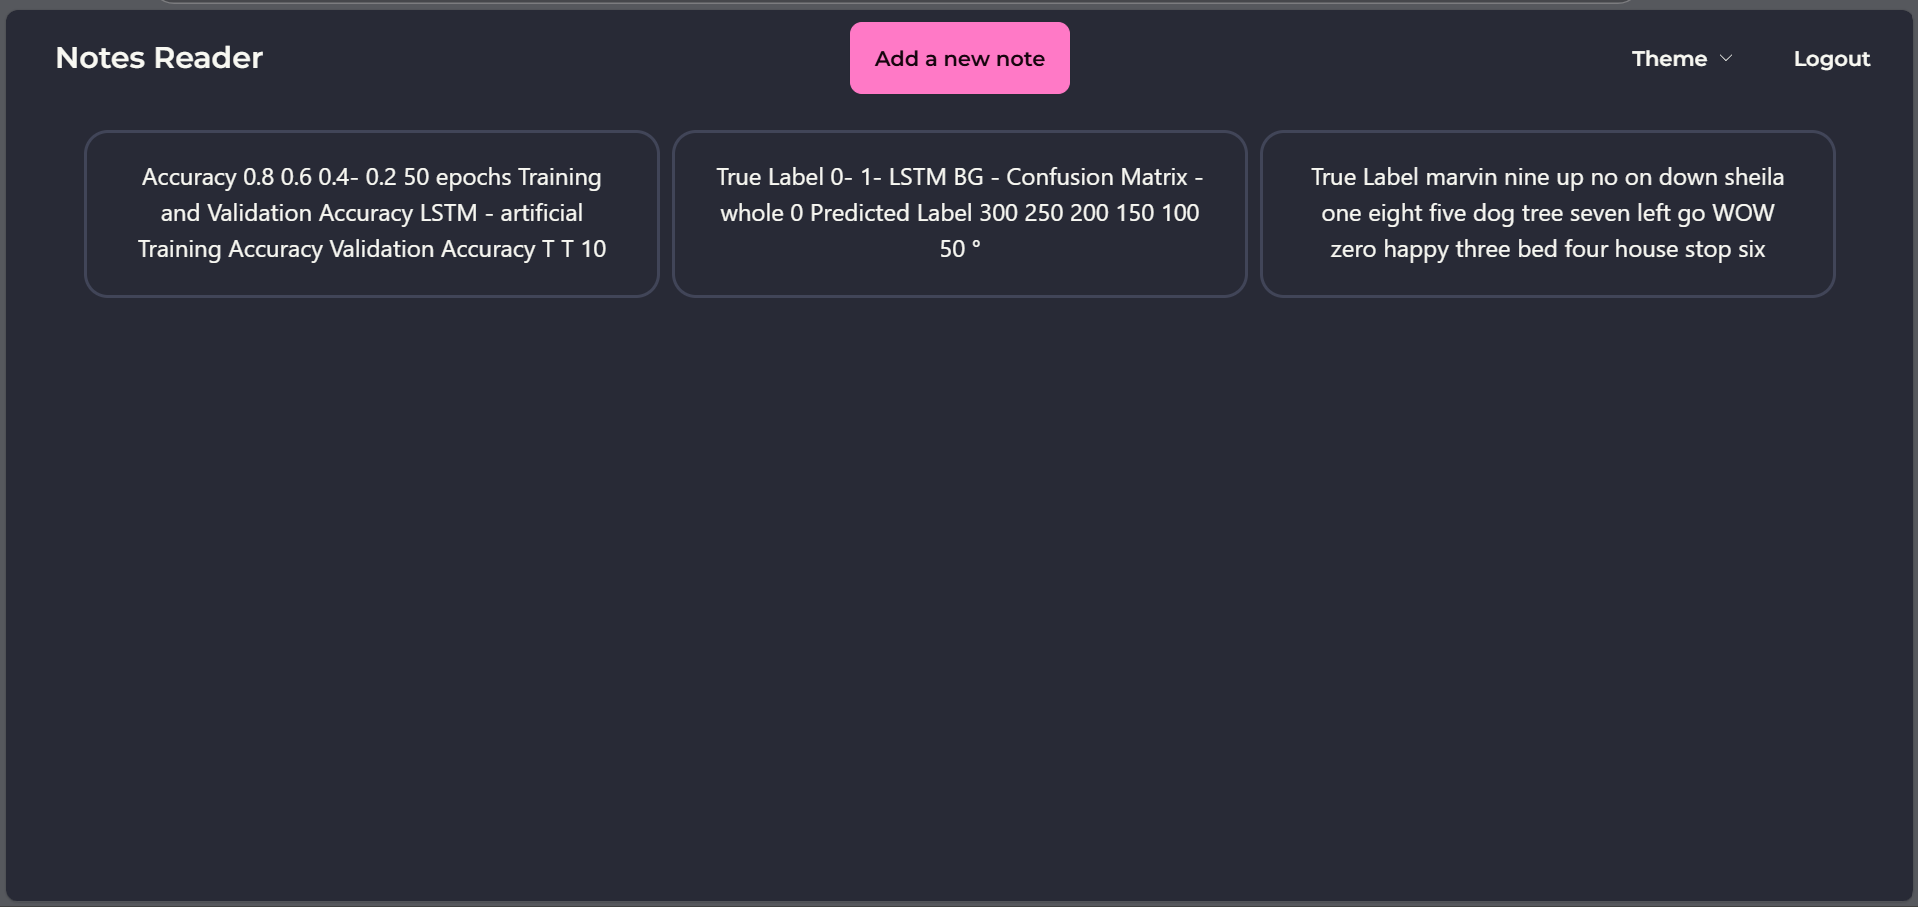 Notes Reader
Add a new note
Theme
Logout
Accuracy 0.8 0.6 0.4- 0.2 50 epochs Training
and Validation Accuracy LSTM - artificial
Training Accuracy Validation Accuracy T T 10
True Label 0- 1- LSTM BG - Confusion Matrix -
whole 0 Predicted Label 300 250 200 150 100
50 °
True Label marvin nine up no on down sheila
one eight five dog tree seven left go WOW
zero happy three bed four house stop six